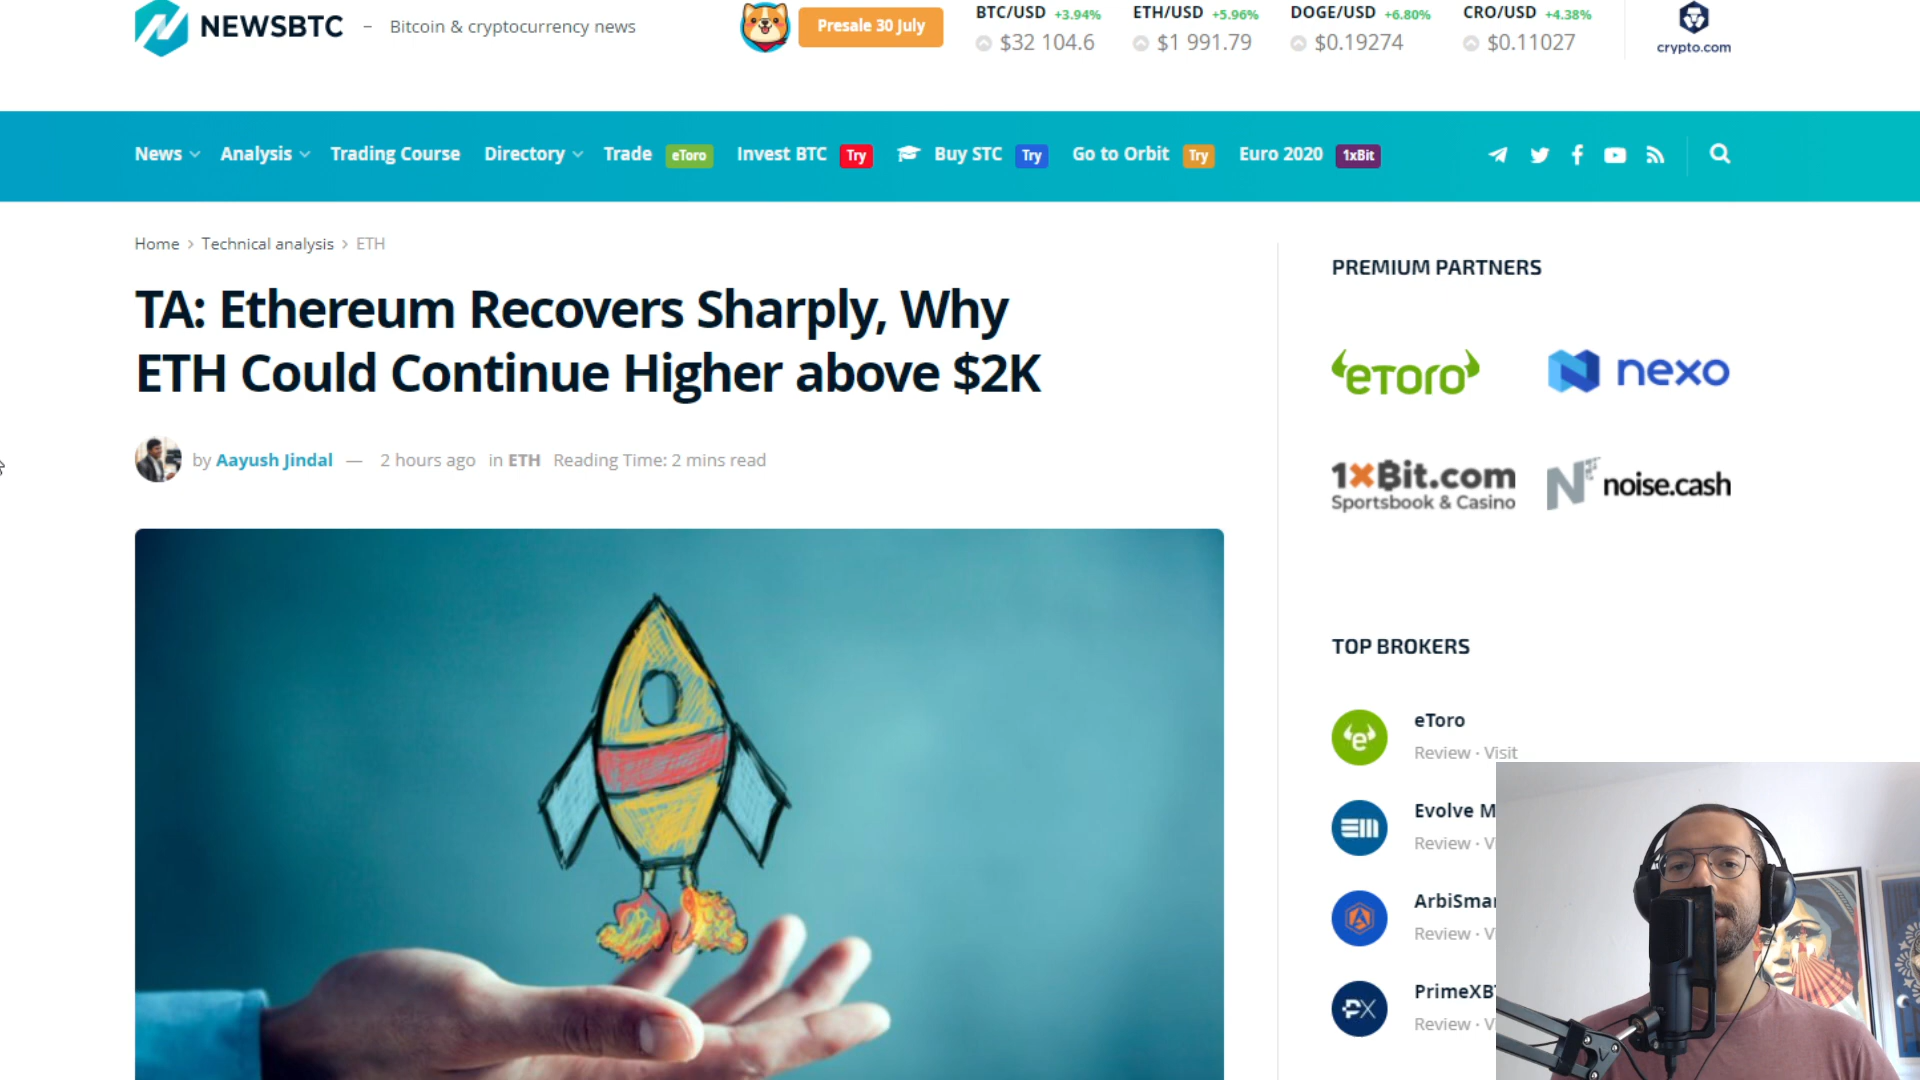 NEWSBTC – Bitcoin & cryptocurrency news
Presale 30 July
BTC/USD +3.94%
$32 104.6
ETH/USD +5.96%
$1 991.79
DOGE/USD +6.80%
$0.19274
CRO/USD +4.38%
$0.11027
crypto.com
News Analysis Trading Course Directory Trade eToro Invest BTC Try Buy STC Try Go to Orbit Try Euro 2020 1xBit
Home > Technical analysis > ETH
TA: Ethereum Recovers Sharply, Why
ETH Could Continue Higher above $2K
by Aayush Jindal — 2 hours ago in ETH Reading Time: 2 mins read
PREMIUM PARTNERS
eToro
nexo
1xBit.com
Sportsbook & Casino
noise.cash
TOP BROKERS
eToro
Review · Visit
Evolve M
Review · V
ArbiSmar
Review · V
PrimeXB
Review · V